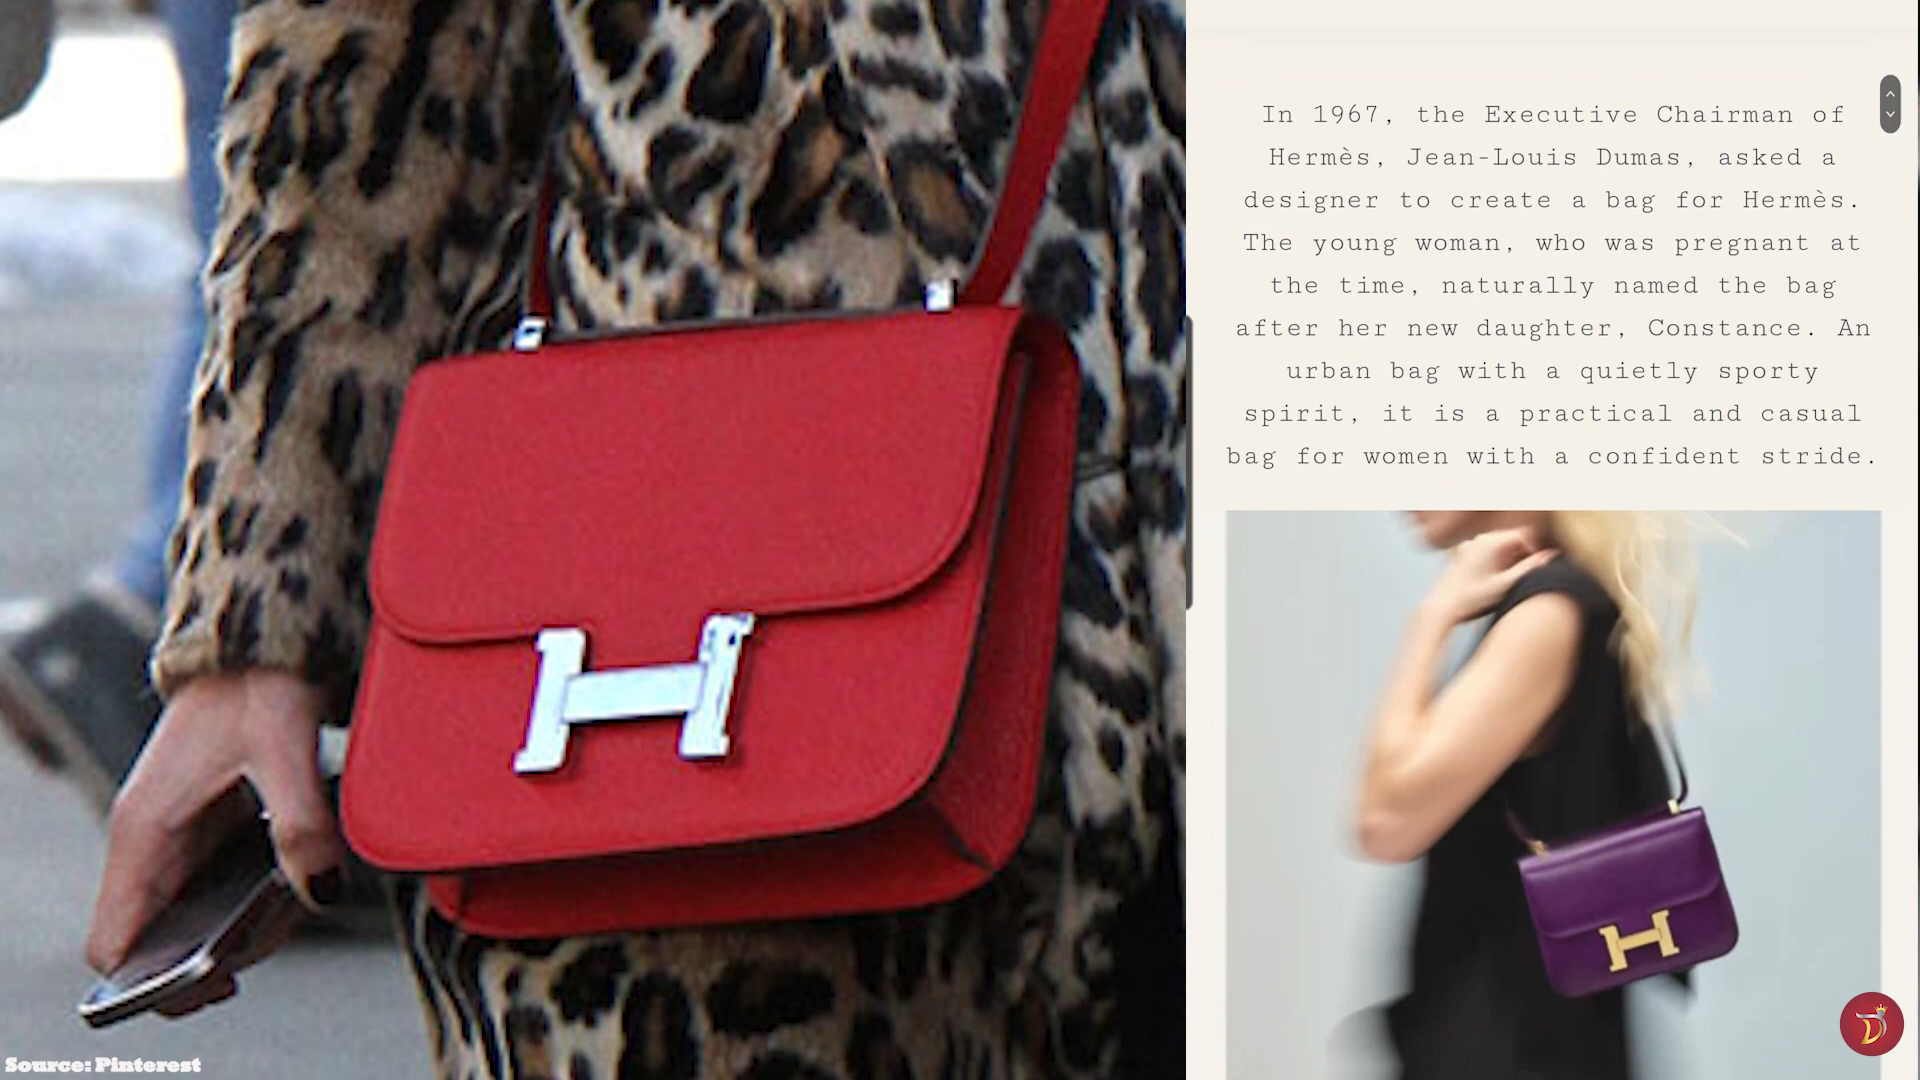 In 1967, the Executive Chairman of
Hermès, Jean-Louis Dumas, asked a
designer to create a bag for Hermès.
The young woman, who was pregnant at
the time, naturally named the bag
after her new daughter, Constance. An
urban bag with a quietly sporty
spirit, it is a practical and casual
bag for women with a confident stride.
H
H
D
Source: Pinterest